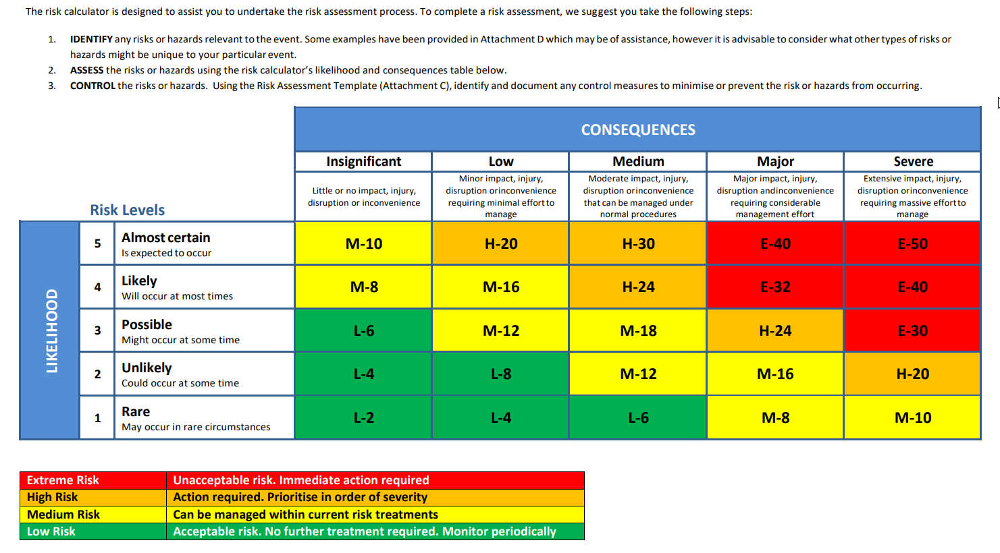 The risk calculator is designed to assist you to undertake the risk assessment process. To complete a risk assessment, we suggest you take the following steps:
1. IDENTIFY any risks or hazards relevant to the event. Some examples have been provided in Attachment D which may be of assistance, however it is advisable to consider what other types of risks or
hazards might be unique to your particular event.
2. ASSESS the risks or hazards using the risk calculator's likelihood and consequences table below.
3. CONTROL the risks or hazards. Using the Risk Assessment Template (Attachment C), identify and document any control measures to minimise or prevent the risk or hazards from occurring.
CONSEQUENCES
Insignificant Low Medium Major Severe
Little or no impact, injury,
disruption or inconvenience
Minor impact, injury,
disruption orinconvenience
requiring minimal effort to
manage
Moderate impact, injury,
disruption orinconvenience
that can be managed under
normal procedures
Major impact, injury,
disruption andinconvenience
requiring considerable
management effort
Extensive impact, injury,
disruption orinconvenience
requiring massive effort to
manage
Risk Levels
LIKELIHOOD
5 Almost certain
Is expected to occur
M-10 H-20 H-30 E-40 E-50
4 Likely
Will occur at most times
M-8 M-16 H-24 E-32 E-40
3 Possible
Might occur at some time
L-6 M-12 M-18 H-24 E-30
2 Unlikely
Could occur at some time
L-4 L-8 M-12 M-16 H-20
1 Rare
May occur in rare circumstances
L-2 L-4 L-6 M-8 M-10
Extreme Risk Unacceptable risk. Immediate action required
High Risk Action required. Prioritise in order of severity
Medium Risk Can be managed within current risk treatments
Low Risk Acceptable risk. No further treatment required. Monitor periodically